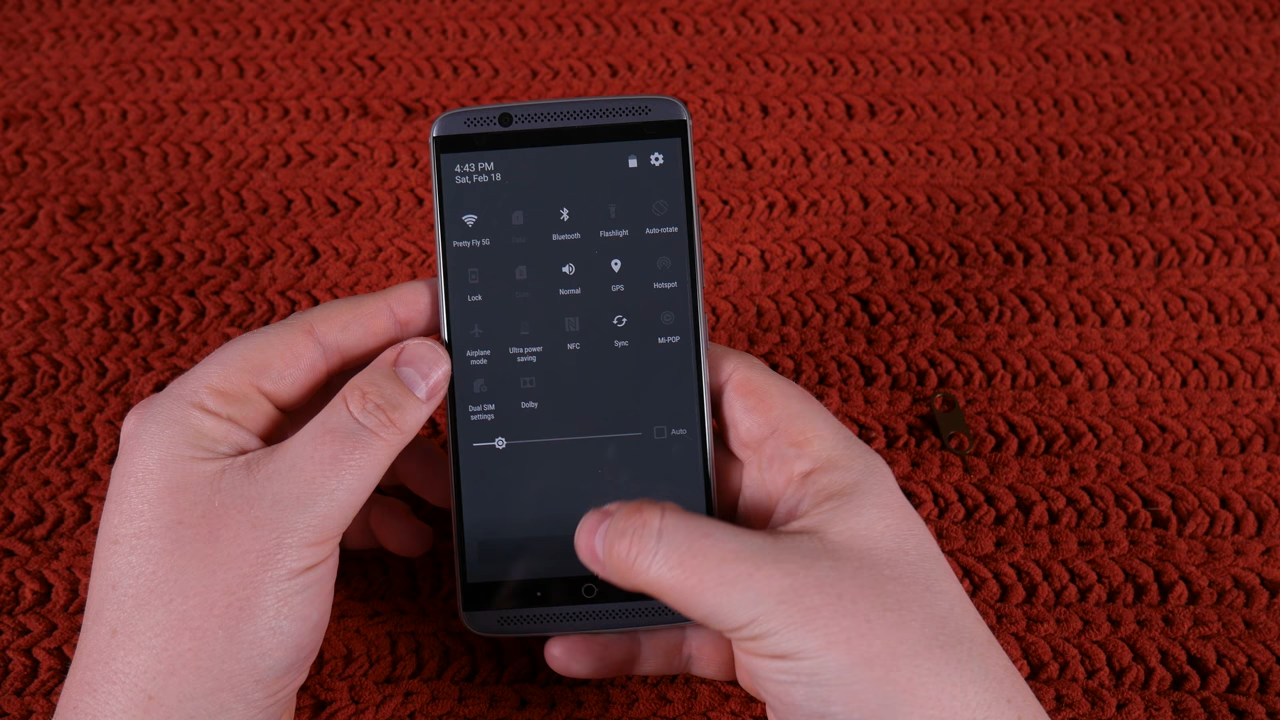 4:43 PM
Sat, Feb 18
Pretty Fly 5G
Bluetooth
Flashlight
Auto-rotate
Lock
Normal
GPS
Hotspot
Airplane
mode
Ultra power
saving
NFC
Sync
Mi-POP
Dual SIM
settings
Dolby
Auto